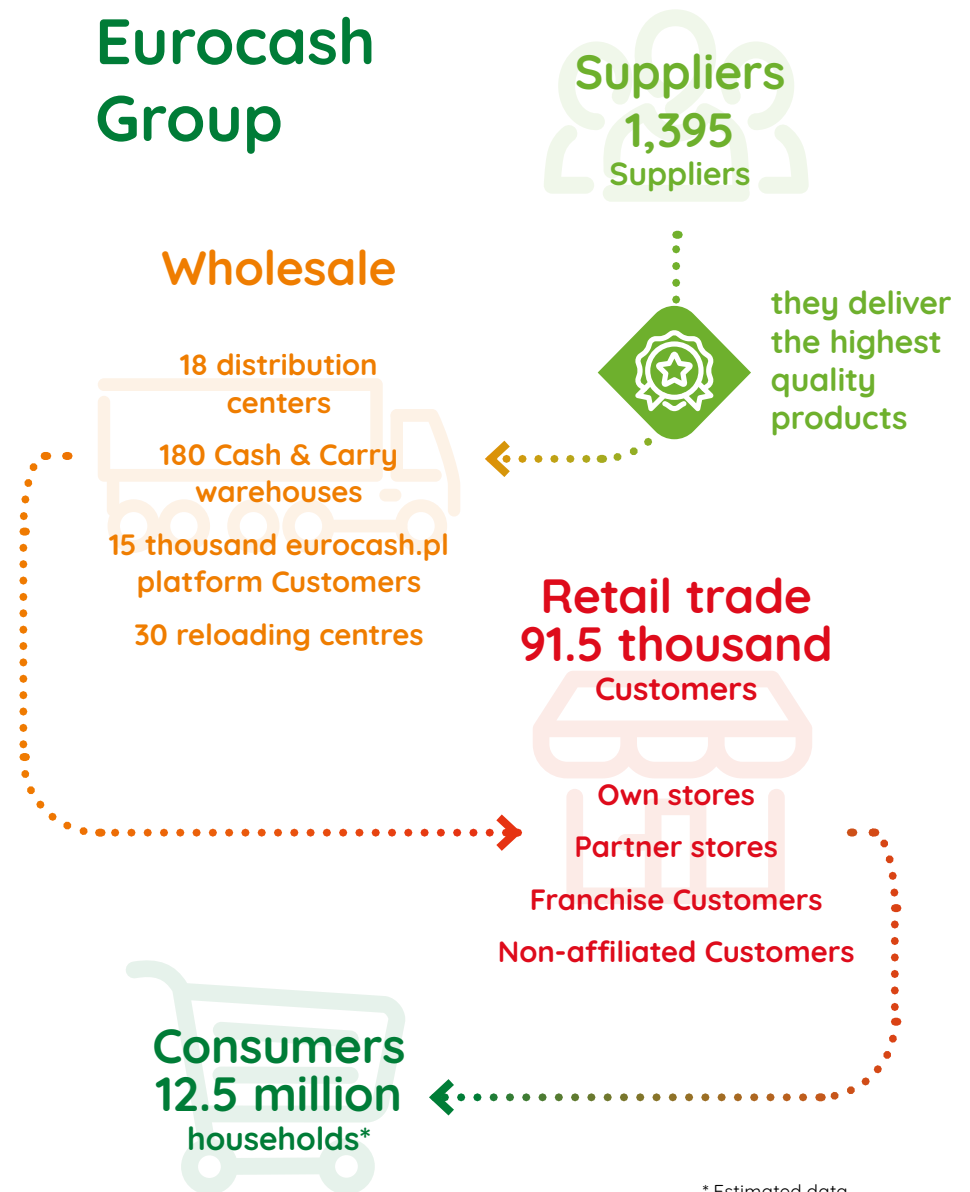 Eurocash
Group
Suppliers
1,395
Suppliers
they deliver
the highest
quality
products
Wholesale
18 distribution
centers
180 Cash & Carry
warehouses
15 thousand eurocash.pl
platform Customers
30 reloading centres
Retail trade
91.5 thousand
Customers
Own stores
Partner stores
Franchise Customers
Non-affiliated Customers
Consumers
12.5 million
households*
* Estimated data